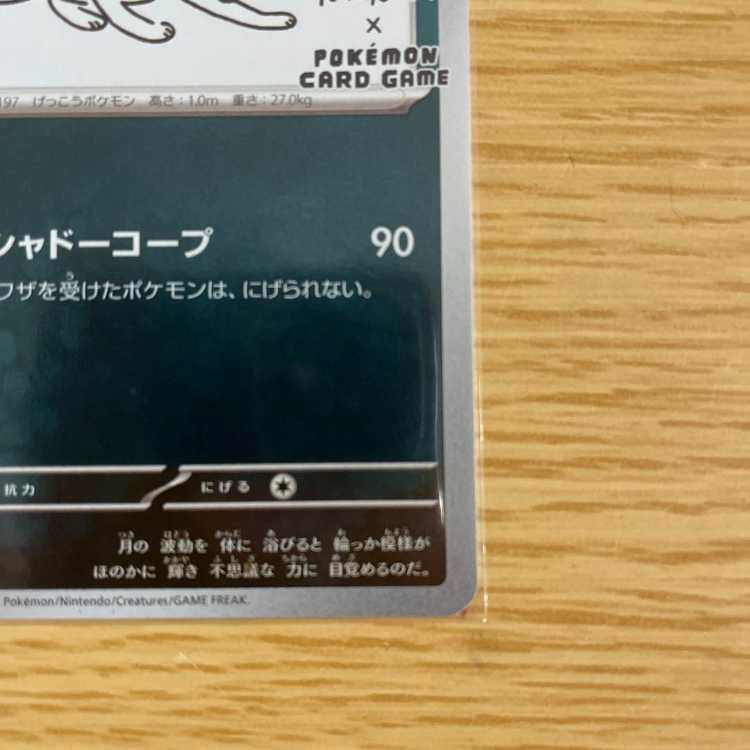 ×
POKÉMON
CARD GAME
197 げっこうポケモン 高さ:1.0m 重さ:27.0kg
シャドーコープ 90
ワザを受けたポケモンは、にげられない。
抗力 にげる
月の 波動を 体に 浴びると 輪っか模様が
ほのかに 輝き 不思議な 力に 目覚めるのだ。
Pokémon/Nintendo/Creatures/GAME FREAK.